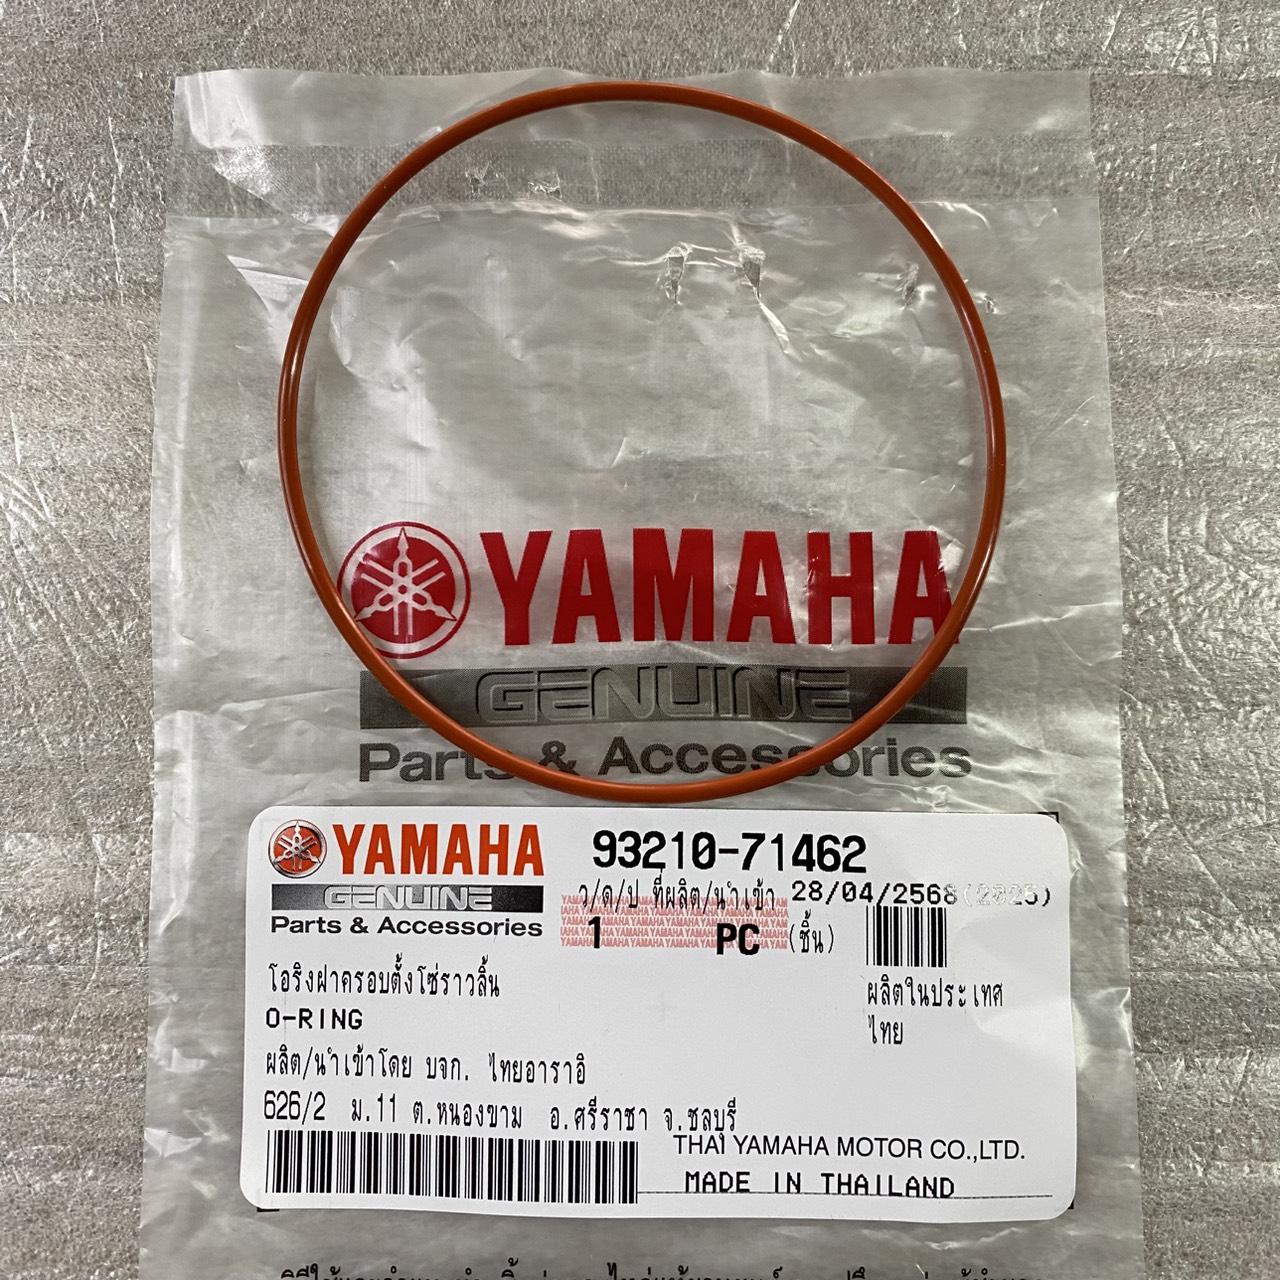 YAMAHA
GENUINE
Parts & Accessories
YAMAHA 93210-71462
GENUINE ว/ด/ป ที่ผลิต/นำเข้า 28/04/2568(2025)
Parts & Accessories 1 PC (ชิ้น)
โอริงฝาครอบตั้งโซ่ราวลิ้น
ผลิตในประเทศ
O-RING
ไทย
ผลิต/นำเข้าโดย บจก. ไทยอาราอิ
626/2 ม.11 ต.หนองขาม อ.ศรีราชา จ.ชลบุรี
THAI YAMAHA MOTOR CO.,LTD.
MADE IN THAILAND